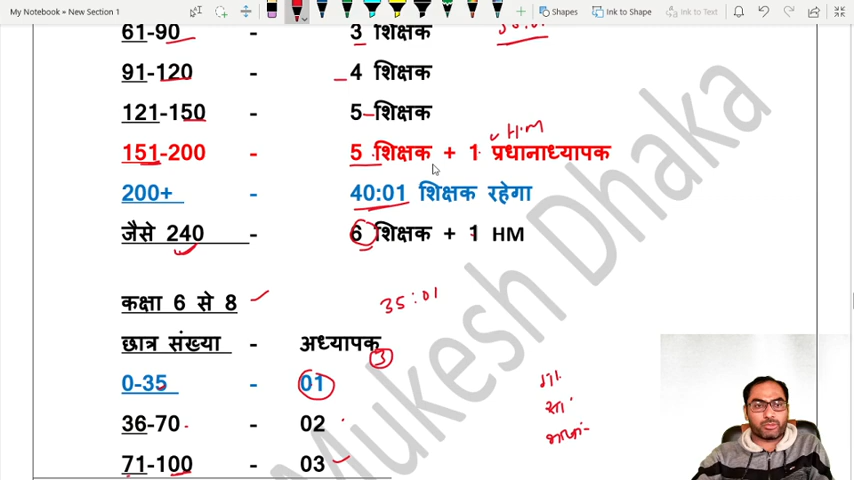 My Notebook » New Section 1
Shapes
Ink to Shape
Ink to Text
61-90 - 3 शिक्षक
91-120 - 4 शिक्षक
121-150 - 5 शिक्षक
H.M
151-200 - 5 शिक्षक + 1 प्रधानाध्यापक
200+ - 40:01 शिक्षक रहेगा
जैसे 240 - 6 शिक्षक + 1 HM
कक्षा 6 से 8
35:01
छात्र संख्या - अध्यापक
3
0-35 - 01
36-70 - 02
71-100 - 03
Mukesh Dhaka